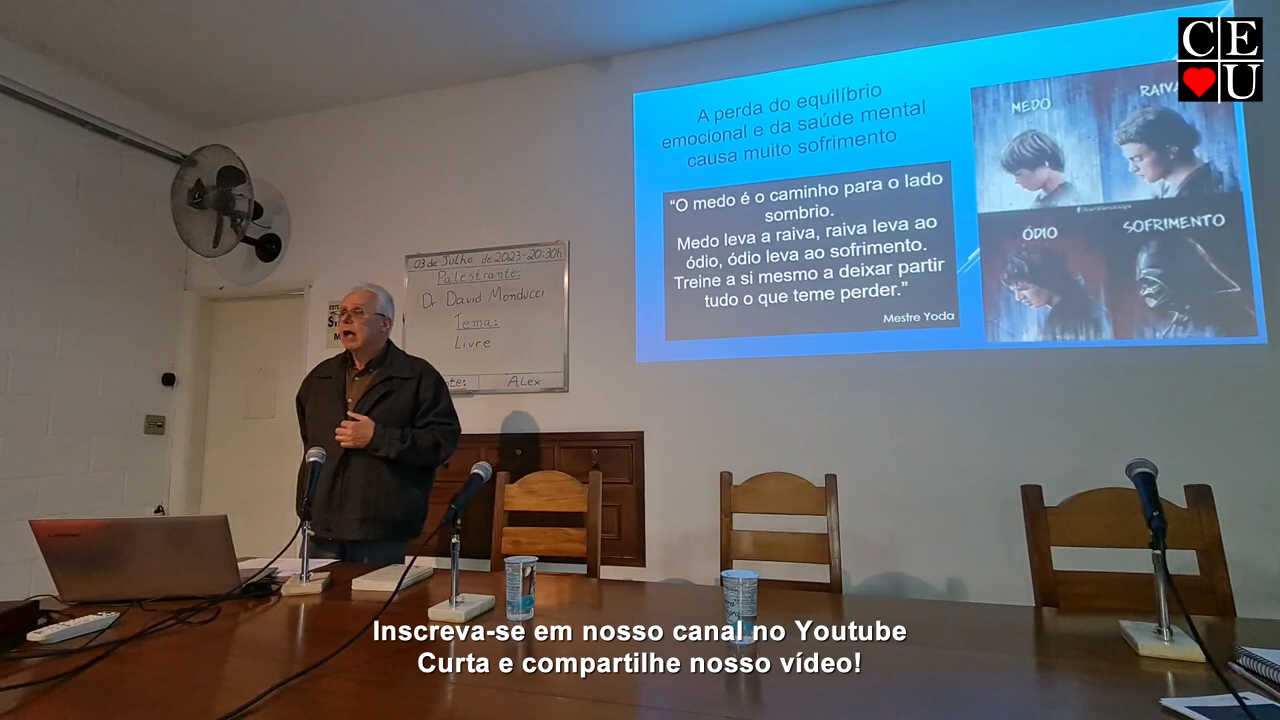 C E
U
A perda do equilíbrio
emocional e da saúde mental
causa muito sofrimento
"O medo é o caminho para o lado
sombrio.
Medo leva a raiva, raiva leva ao
ódio, ódio leva ao sofrimento.
Treine a si mesmo a deixar partir
tudo o que teme perder."
Mestre Yoda
MEDO
RAIVA
ÓDIO
SOFRIMENTO
03 de Julho de 2023-20:30h
Palestrante:
Dr David Monducci
Tema:
Livre
te:
Alex
Inscreva-se em nosso canal no Youtube
Curta e compartilhe nosso vídeo!